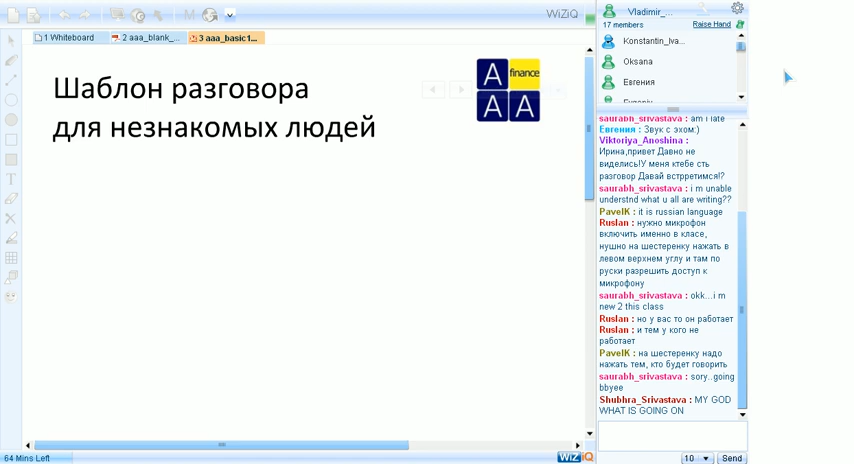 M
WiZiQ
Vladimir_...
17 members
Raise Hand
1 Whiteboard
2 aaa_blank_...
3 aaa_basic1...
Konstantin_Iva...
Oksana
Евгения
Шаблон разговора
для незнакомых людей
A finance
A A
saurabh_srivastava : am i late
Евгения : Звук с эхом:)
Viktoriya_Anoshina :
Ирина,привет Давно не
виделись!У меня ктебе сть
разговор Давай встрретимся!?
saurabh_srivastava : i m unable
understnd what u all are writing??
PavelK : it is russian language
Ruslan : нужно микрофон
включить именно в класе,
нушно на шестеренку нажать в
левом верхнем углу и там по
руски разрешить доступ к
микрофону
saurabh_srivastava : okk...i m
new 2 this class
Ruslan : но у вас то он работает
Ruslan : и тем у кого не
работает
PavelK : на шестеренку надо
нажать тем, кто будет говорить
saurabh_srivastava : sory..going
bbyee
Shubhra_Srivastava : MY GOD
WHAT IS GOING ON
T
64 Mins Left
WIZIQ
10
Send